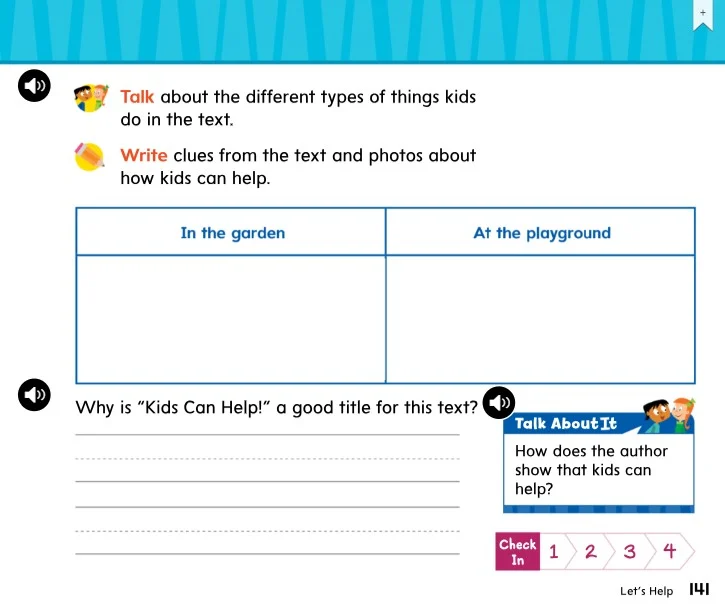 +
Talk about the different types of things kids
do in the text.
Write clues from the text and photos about
how kids can help.
In the garden
At the playground
Why is "Kids Can Help!" a good title for this text?
Talk About It
How does the author
show that kids can
help?
Check
In
1 2 3 4
Let's Help 141